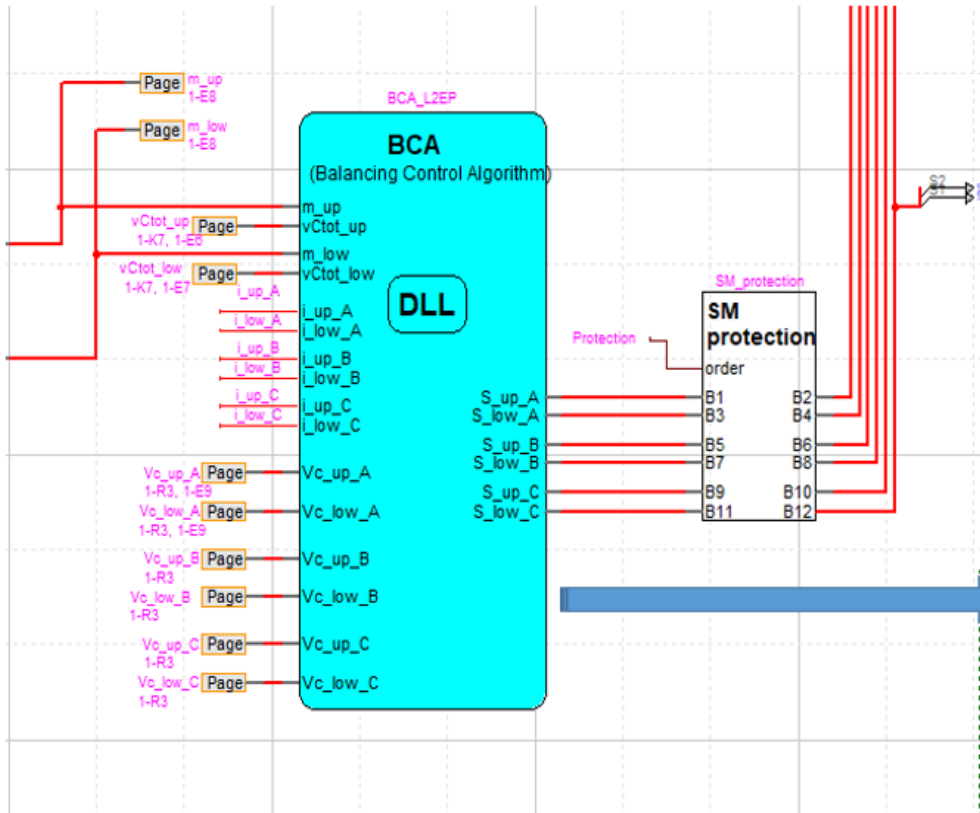 Page m_up
1-E8
Page m_low
1-E8
BCA_L2EP
BCA
(Balancing Control Algorithm)
m_up
vCtot_up Page vCtot_up
1-K7, 1-E6
m_low
vCtot_low Page vCtot_low
1-K7, 1-E7
DLL
i_up_A i_up_A
i_low_A i_low_A
i_up_B i_up_B
i_low_B i_low_B
i_up_C i_up_C
i_low_C i_low_C
Vc_up_A Page Vc_up_A
1-R3, 1-E9
Vc_low_A Page Vc_low_A
1-R3, 1-E9
Vc_up_B Page Vc_up_B
1-R3
Vc_low_B Page Vc_low_B
1-R3
Vc_up_C Page Vc_up_C
1-R3
Vc_low_C Page Vc_low_C
1-R3
S_up_A
S_low_A
S_up_B
S_low_B
S_up_C
S_low_C
SM_protection
SM
protection
Protection order
B1 B2
B3 B4
B5 B6
B7 B8
B9 B10
B11 B12
S2